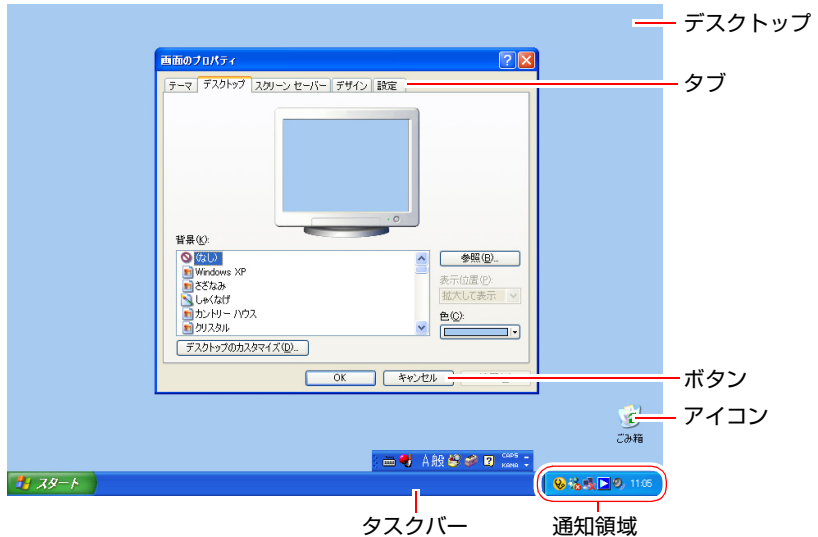 デスクトップ
画面のプロパティ
タブ
テーマ デスクトップ スクリーン セーバー デザイン 設定
背景(K):
(なし)
Windows XP
さざなみ
しゃくなげ
カントリー ハウス
クリスタル
参照(B)...
表示位置(P):
拡大して表示
色(C):
デスクトップのカスタマイズ(D)...
OK キャンセル
ボタン
アイコン
ごみ箱
A 般 CAPS
KANA
スタート
11:05
タスクバー
通知領域